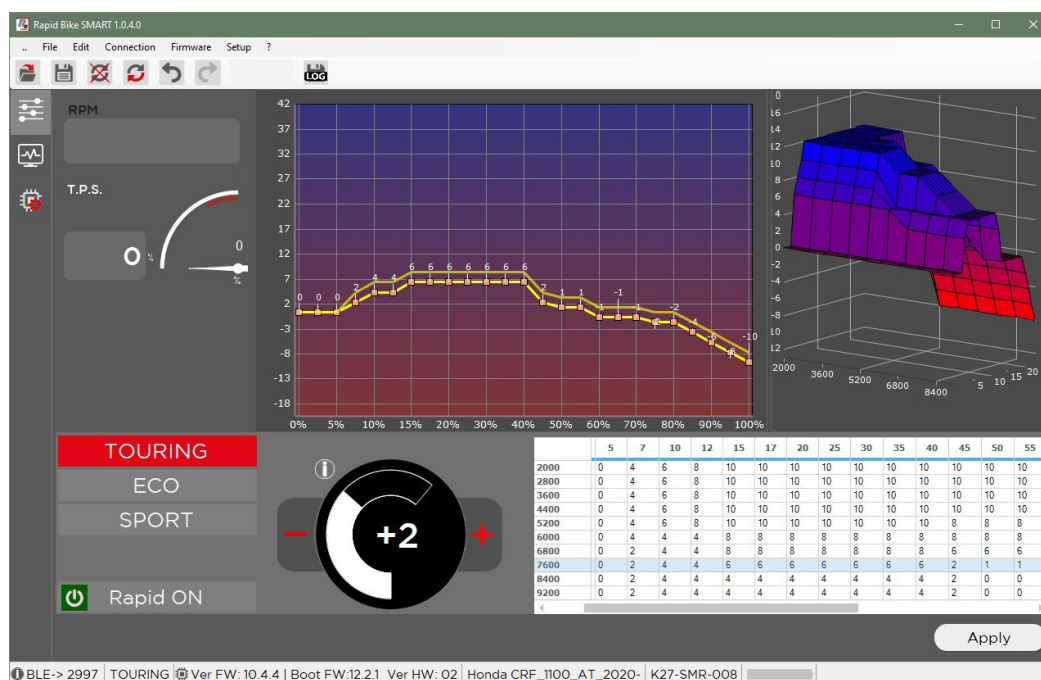 Rapid Bike SMART 1.0.4.0
.. File Edit Connection Firmware Setup ?
LOG
RPM
T.P.S.
0 %
0
%
42
37
32
27
22
17
12
7
2
-3
-8
-13
-18
0 0 0 2 4 4 6 6 6 6 6 6 6 2 1 1 -1 -1 -1 -2 -2 -4 -6 -8 -10
0% 5% 10% 15% 20% 30% 40% 50% 60% 70% 80% 90% 100%
0
16
14
12
10
8
6
4
2
0
-2
-4
-6
-8
10
12
2000 3600 5200 6800 8400
5 10 15 20
TOURING
ECO
SPORT
Rapid ON
+2
5 7 10 12 15 17 20 25 30 35 40 45 50 55
2000 0 4 6 8 10 10 10 10 10 10 10 10 10 10
2800 0 4 6 8 10 10 10 10 10 10 10 10 10 10
3600 0 4 6 8 10 10 10 10 10 10 10 10 10 10
4400 0 4 6 8 10 10 10 10 10 10 10 10 10 10
5200 0 4 6 8 10 10 10 10 10 10 10 8 8 8
6000 0 4 4 4 8 8 8 8 8 8 8 8 8 8
6800 0 2 4 4 8 8 8 8 8 8 8 6 6 6
7600 0 2 4 4 6 6 6 6 6 6 6 2 1 1
8400 0 2 4 4 4 4 4 4 4 4 4 2 0 0
9200 0 2 4 4 4 4 4 4 4 4 4 2 0 0
Apply
BLE-> 2997 TOURING Ver FW: 10.4.4 | Boot FW:12.2.1 Ver HW: 02 Honda CRF_1100_AT_2020- K27-SMR-008